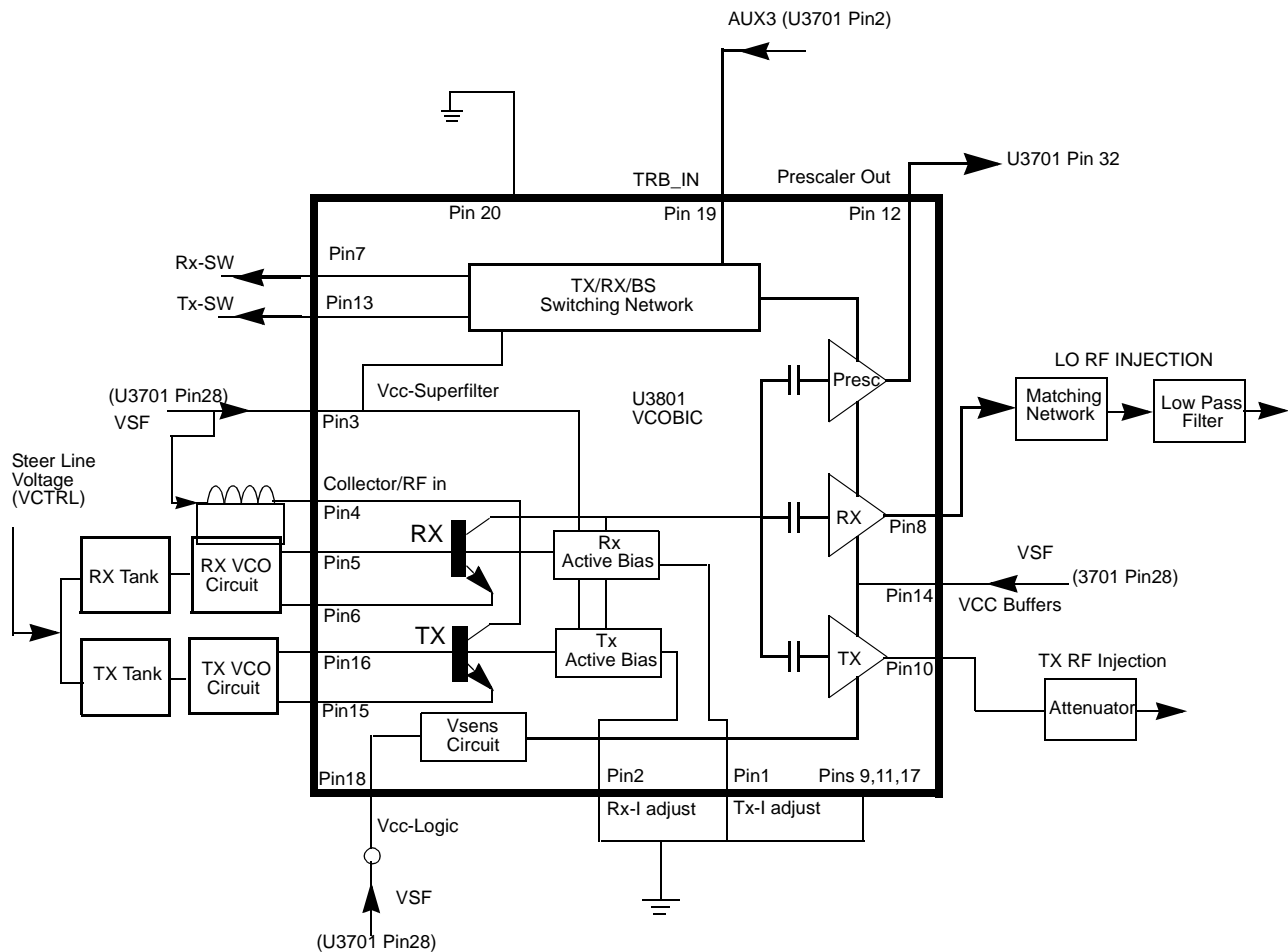 AUX3 (U3701 Pin2)
U3701 Pin 32
TRB_IN
Prescaler Out
Pin 20
Pin 19
Pin 12
Rx-SW
Pin7
Tx-SW
Pin13
TX/RX/BS
Switching Network
Presc
LO RF INJECTION
Matching
Network
Low Pass
Filter
(U3701 Pin28)
VSF
Vcc-Superfilter
Pin3
U3801
VCOBIC
Steer Line
Voltage
(VCTRL)
Collector/RF in
Pin4
RX
Pin5
Rx
Active Bias
RX
Pin8
RX Tank
RX VCO
Circuit
Pin6
VSF
(3701 Pin28)
Pin14
VCC Buffers
TX
Pin16
Tx
Active Bias
TX
Pin10
TX Tank
TX VCO
Circuit
Pin15
TX RF Injection
Attenuator
Vsens
Circuit
Pin18
Pin2
Pin1
Pins 9,11,17
Rx-I adjust
Tx-I adjust
Vcc-Logic
VSF
(U3701 Pin28)